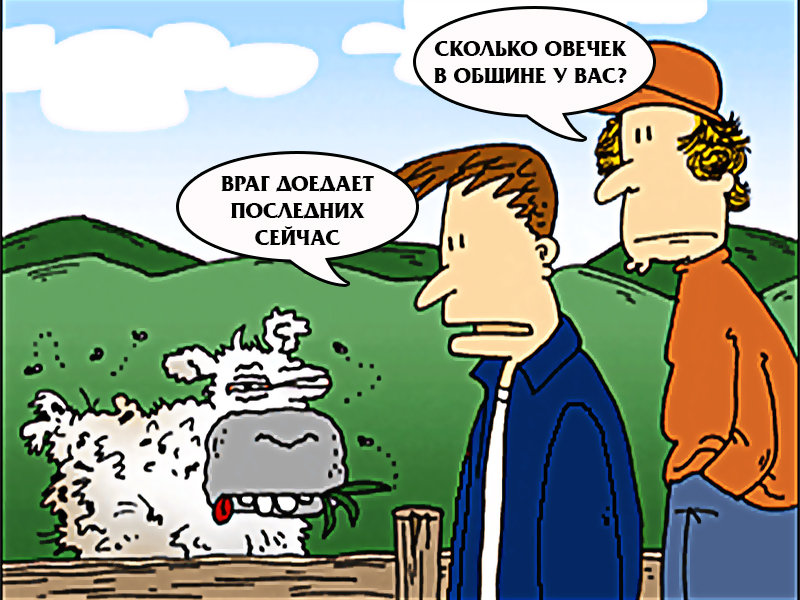 СКОЛЬКО ОВЕЧЕК
В ОБЩИНЕ У ВАС?
ВРАГ ДОЕДАЕТ
ПОСЛЕДНИХ
СЕЙЧАС